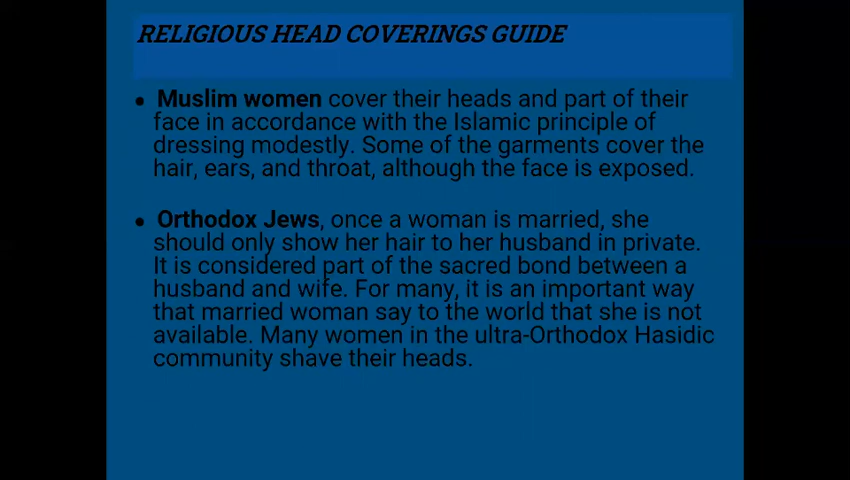 RELIGIOUS HEAD COVERINGS GUIDE
● Muslim women cover their heads and part of their
face in accordance with the Islamic principle of
dressing modestly. Some of the garments cover the
hair, ears, and throat, although the face is exposed.
● Orthodox Jews, once a woman is married, she
should only show her hair to her husband in private.
It is considered part of the sacred bond between a
husband and wife. For many, it is an important way
that married woman say to the world that she is not
available. Many women in the ultra-Orthodox Hasidic
community shave their heads.